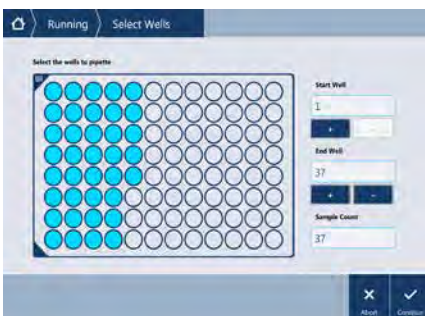 Running
Select Wells
Select the wells to pipette
Start Well
1
+
-
End Well
37
+
-
Sample Count
37
Abort
Continue